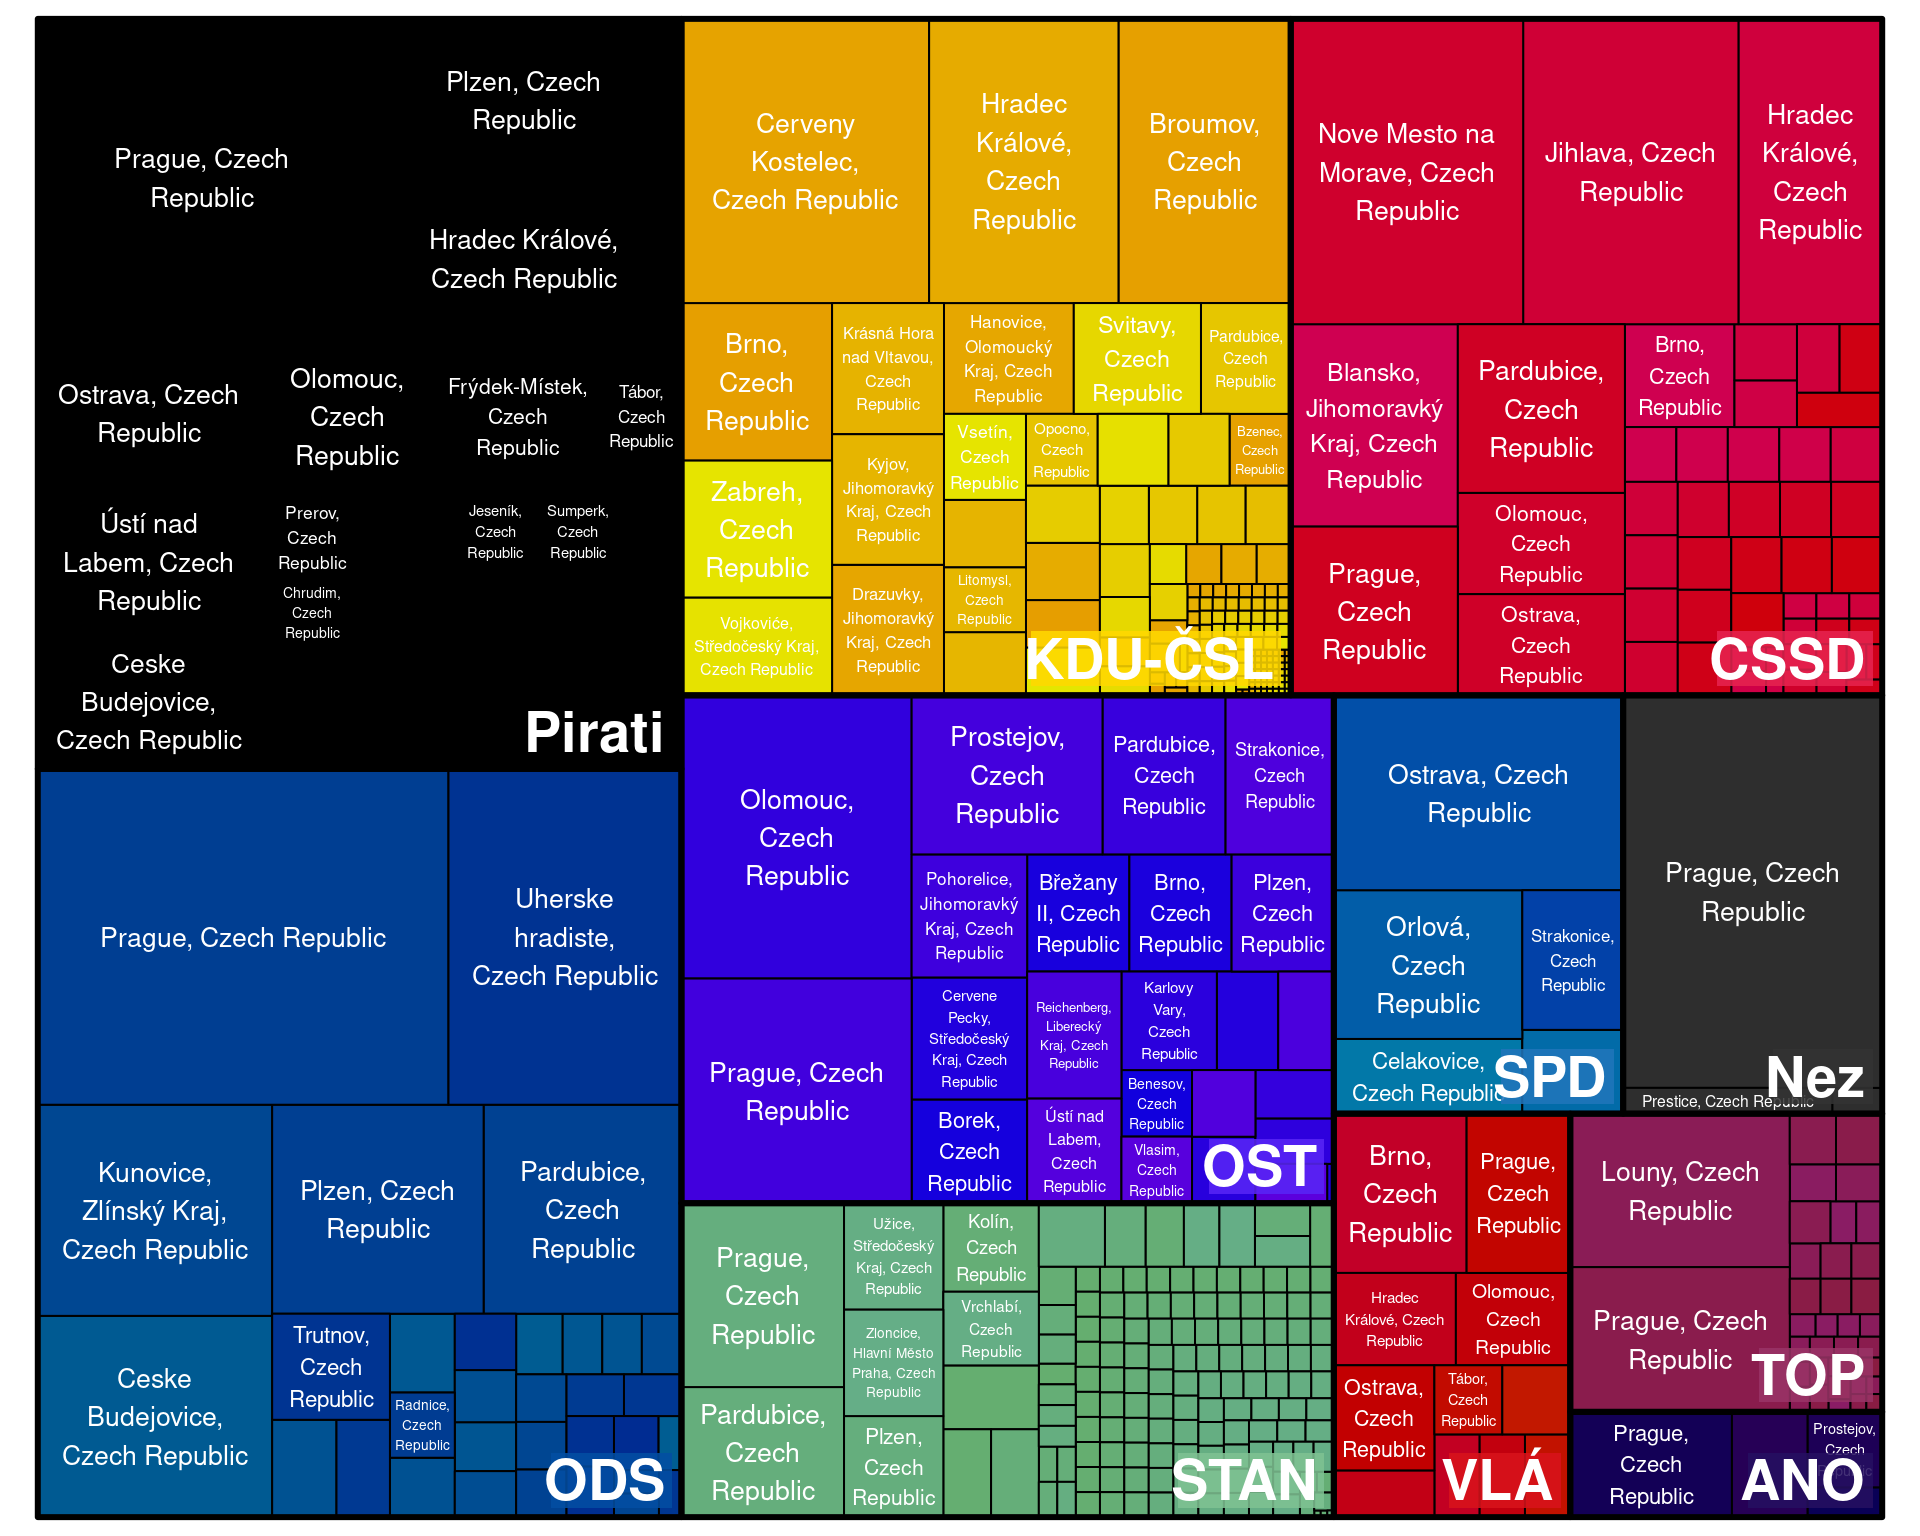 Prague, Czech
Republic
Plzen, Czech
Republic
Hradec Králové,
Czech Republic
Ostrava, Czech
Republic
Olomouc,
Czech
Republic
Frýdek-Místek,
Czech
Republic
Tábor,
Czech
Republic
Ústí nad
Labem, Czech
Republic
Prerov,
Czech
Republic
Jeseník,
Czech
Republic
Sumperk,
Czech
Republic
Chrudim,
Czech
Republic
Ceske
Budejovice,
Czech Republic
Pirati
Cerveny
Kostelec,
Czech Republic
Hradec
Králové,
Czech
Republic
Broumov,
Czech
Republic
Brno,
Czech
Republic
Krásná Hora
nad Vltavou,
Czech
Republic
Hanovice,
Olomoucký
Kraj, Czech
Republic
Svitavy,
Czech
Republic
Pardubice,
Czech
Republic
Zabreh,
Czech
Republic
Kyjov,
Jihomoravký
Kraj, Czech
Republic
Vsetín,
Czech
Republic
Opocno,
Czech
Republic
Bzenec,
Czech
Republic
Vojkoviće,
Středočeský Kraj,
Czech Republic
Drazuvky,
Jihomoravký
Kraj, Czech
Republic
Litomysl,
Czech
Republic
KDU-ČSL
Nove Mesto na
Morave, Czech
Republic
Jihlava, Czech
Republic
Hradec
Králové,
Czech
Republic
Blansko,
Jihomoravký
Kraj, Czech
Republic
Pardubice,
Czech
Republic
Brno,
Czech
Republic
Prague,
Czech
Republic
Olomouc,
Czech
Republic
Ostrava,
Czech
Republic
CSSD
Prague, Czech Republic
Uherske
hradiste,
Czech Republic
Kunovice,
Zlínský Kraj,
Czech Republic
Plzen, Czech
Republic
Pardubice,
Czech
Republic
Ceske
Budejovice,
Czech Republic
Trutnov,
Czech
Republic
Radnice,
Czech
Republic
ODS
Olomouc,
Czech
Republic
Prostejov,
Czech
Republic
Pardubice,
Czech
Republic
Strakonice,
Czech
Republic
Pohorelice,
Jihomoravký
Kraj, Czech
Republic
Břežany
II, Czech
Republic
Brno,
Czech
Republic
Plzen,
Czech
Republic
Prague, Czech
Republic
Cervene
Pecky,
Středočeský
Kraj, Czech
Republic
Reichenberg,
Liberecký
Kraj, Czech
Republic
Karlovy
Vary,
Czech
Republic
Borek,
Czech
Republic
Ústí nad
Labem,
Czech
Republic
Benesov,
Czech
Republic
Vlasim,
Czech
Republic
OST
Ostrava, Czech
Republic
Orlová,
Czech
Republic
Strakonice,
Czech
Republic
Celakovice,
Czech Republic
SPD
Prague, Czech
Republic
Prestice, Czech Republic
Nez
Prague,
Czech
Republic
Užice,
Středočeský
Kraj, Czech
Republic
Kolín,
Czech
Republic
Zloncice,
Hlavní Město
Praha, Czech
Republic
Vrchlabí,
Czech
Republic
Pardubice,
Czech
Republic
Plzen,
Czech
Republic
STAN
Brno,
Czech
Republic
Prague,
Czech
Republic
Hradec
Králové, Czech
Republic
Olomouc,
Czech
Republic
Ostrava,
Czech
Republic
Tábor,
Czech
Republic
VLÁ
Louny, Czech
Republic
Prague, Czech
Republic
TOP
Prague,
Czech
Republic
Prostejov,
Czech
ANO